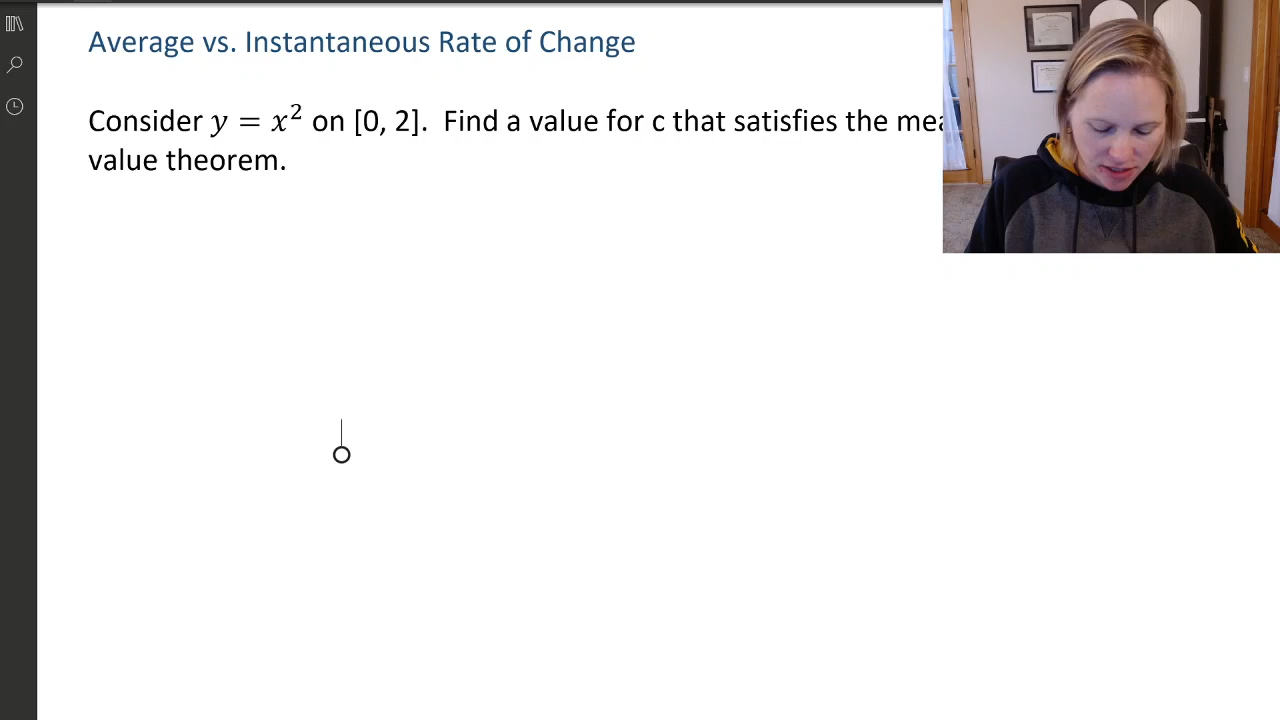 Average vs. Instantaneous Rate of Change
Consider y = x² on [0, 2]. Find a value for c that satisfies the
value theorem.